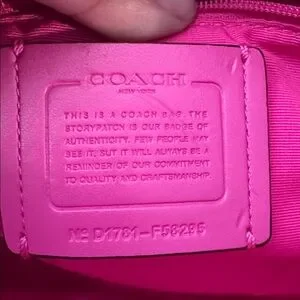 COACH
NEW YORK
THIS IS A COACH BAG. THE
STORYPATCH IS OUR BADGE OF
AUTHENTICITY. FEW PEOPLE MAY
SEE IT, BUT IT WILL ALWAYS BE A
REMINDER OF OUR COMMITMENT
TO QUALITY AND CRAFTSMANSHIP.
Nº D1781-F58295